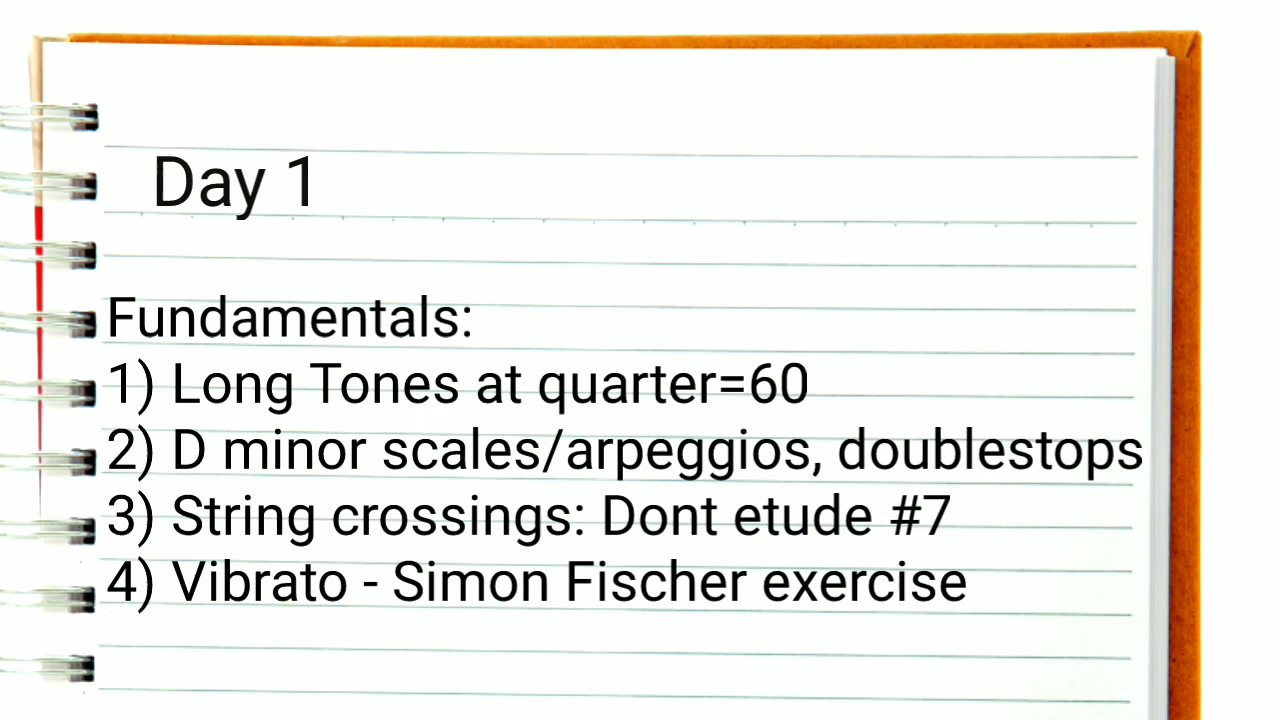 Day 1
Fundamentals:
1) Long Tones at quarter=60
2) D minor scales/arpeggios, doublestops
3) String crossings: Dont etude #7
4) Vibrato - Simon Fischer exercise